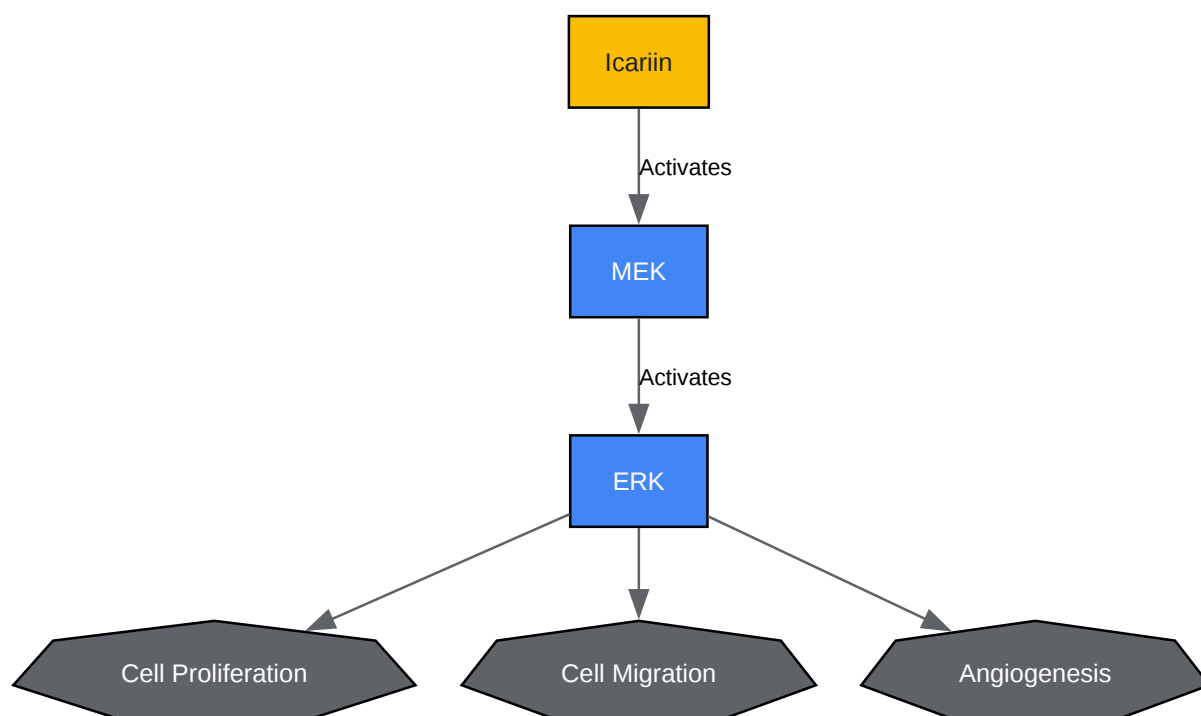 Icariin
Activates
MEK
Activates
ERK
Cell Proliferation
Cell Migration
Angiogenesis